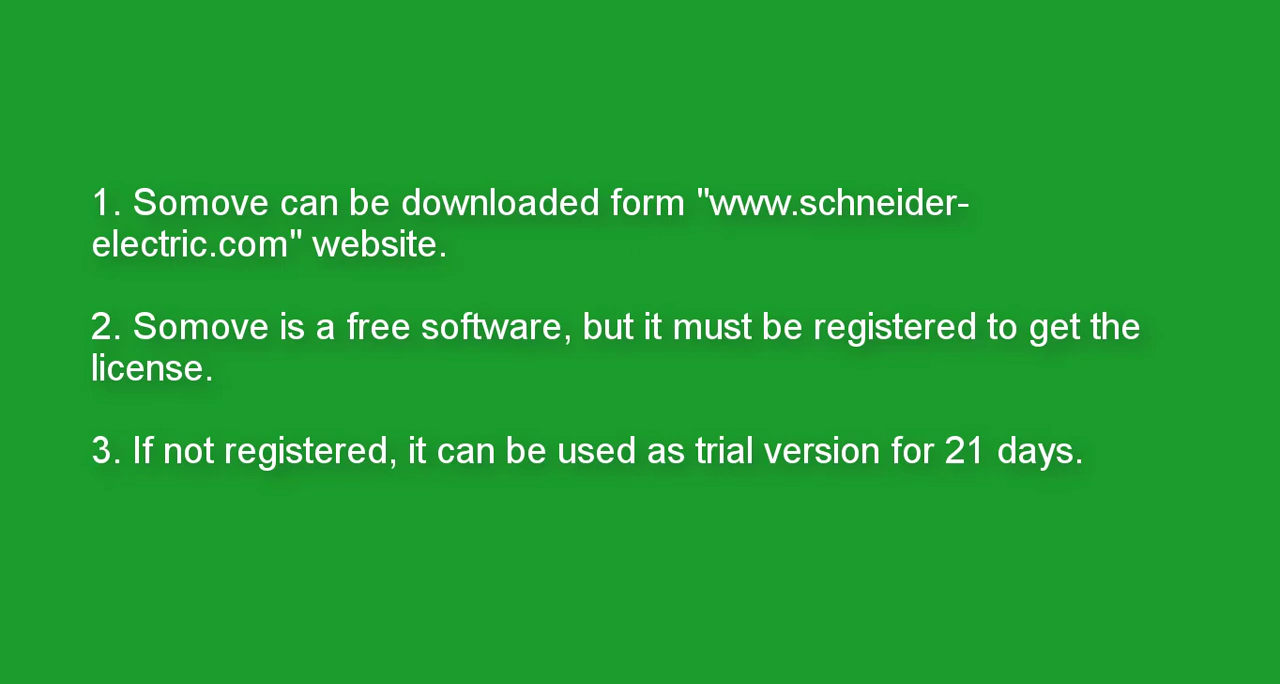 1. Somove can be downloaded form "www.schneider-
electric.com" website.
2. Somove is a free software, but it must be registered to get the
license.
3. If not registered, it can be used as trial version for 21 days.